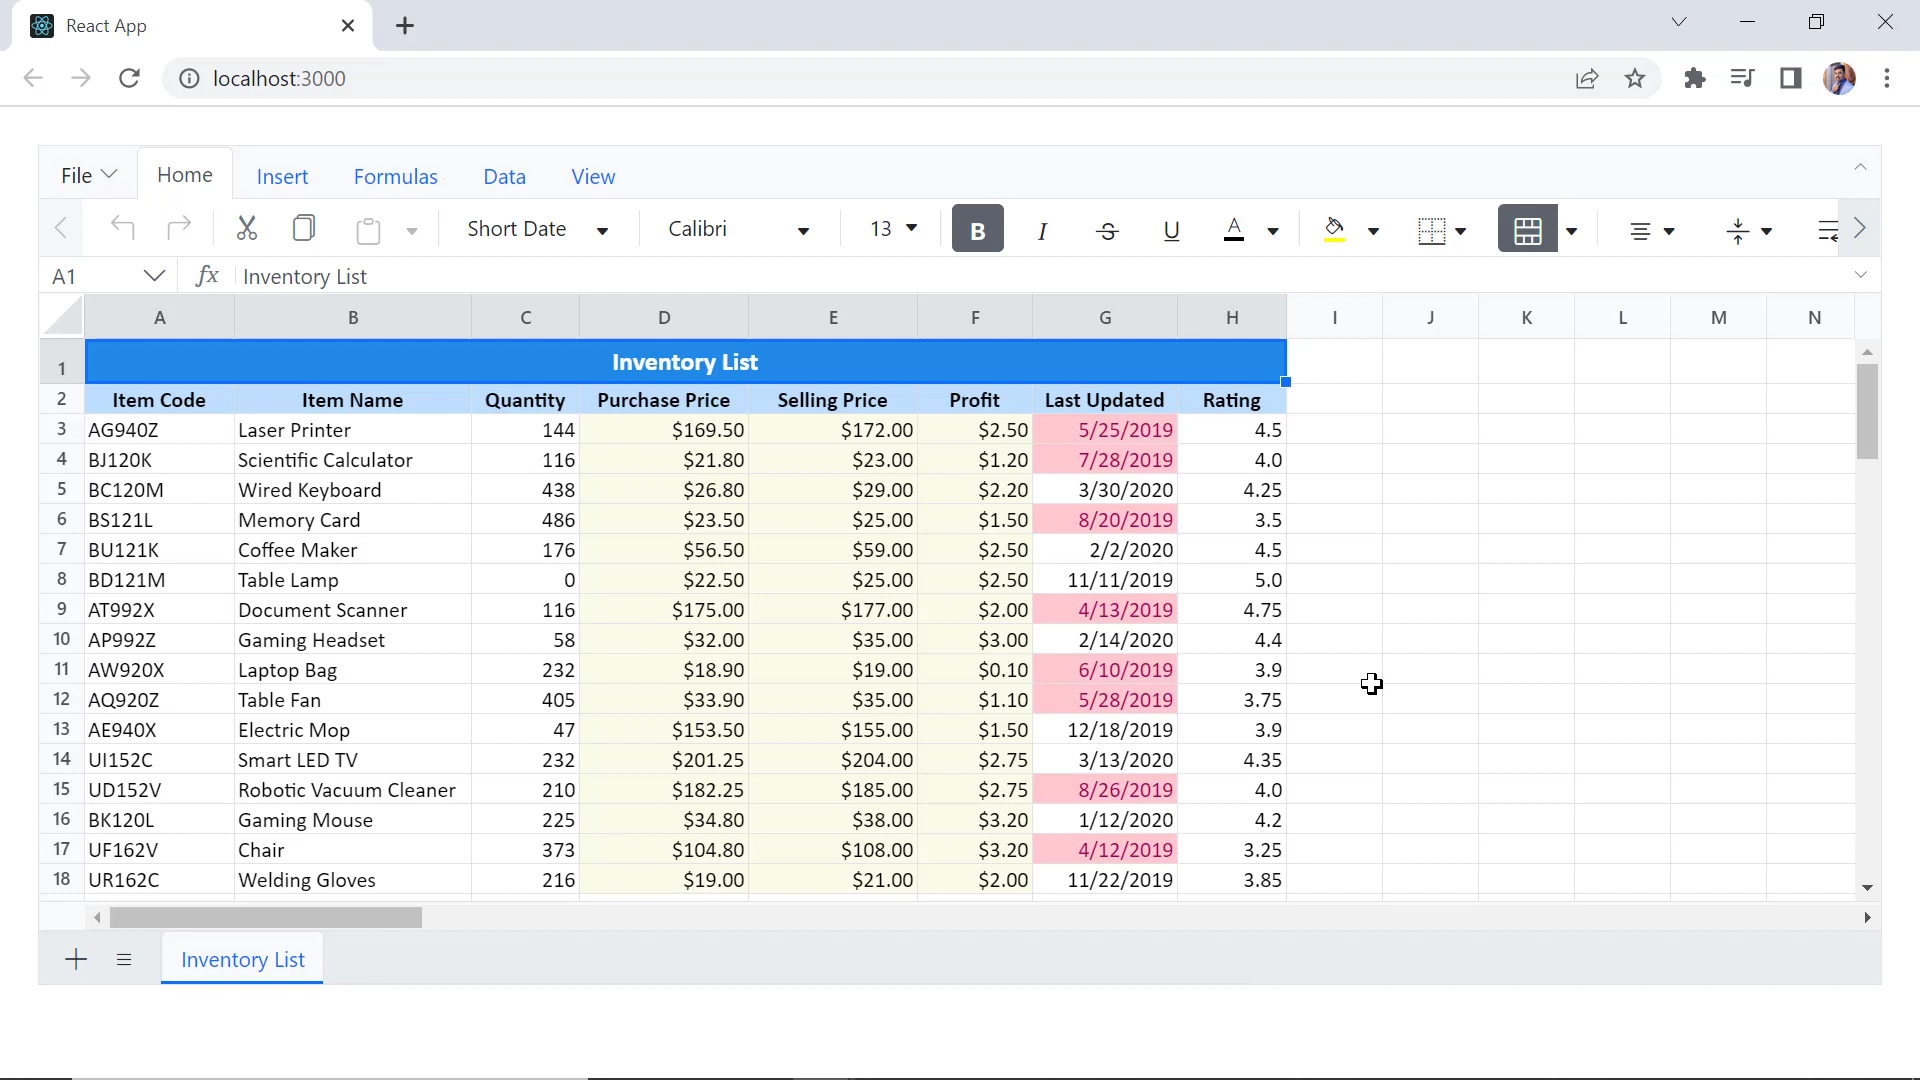 React App
localhost:3000
File Home Insert Formulas Data View
Short Date Calibri 13 B I S U A
A1 fx Inventory List
A B C D E F G H I J K L M N
1 Inventory List
2 Item Code Item Name Quantity Purchase Price Selling Price Profit Last Updated Rating
3 AG940Z Laser Printer 144 $169.50 $172.00 $2.50 5/25/2019 4.5
4 BJ120K Scientific Calculator 116 $21.80 $23.00 $1.20 7/28/2019 4.0
5 BC120M Wired Keyboard 438 $26.80 $29.00 $2.20 3/30/2020 4.25
6 BS121L Memory Card 486 $23.50 $25.00 $1.50 8/20/2019 3.5
7 BU121K Coffee Maker 176 $56.50 $59.00 $2.50 2/2/2020 4.5
8 BD121M Table Lamp 0 $22.50 $25.00 $2.50 11/11/2019 5.0
9 AT992X Document Scanner 116 $175.00 $177.00 $2.00 4/13/2019 4.75
10 AP992Z Gaming Headset 58 $32.00 $35.00 $3.00 2/14/2020 4.4
11 AW920X Laptop Bag 232 $18.90 $19.00 $0.10 6/10/2019 3.9
12 AQ920Z Table Fan 405 $33.90 $35.00 $1.10 5/28/2019 3.75
13 AE940X Electric Mop 47 $153.50 $155.00 $1.50 12/18/2019 3.9
14 UI152C Smart LED TV 232 $201.25 $204.00 $2.75 3/13/2020 4.35
15 UD152V Robotic Vacuum Cleaner 210 $182.25 $185.00 $2.75 8/26/2019 4.0
16 BK120L Gaming Mouse 225 $34.80 $38.00 $3.20 1/12/2020 4.2
17 UF162V Chair 373 $104.80 $108.00 $3.20 4/12/2019 3.25
18 UR162C Welding Gloves 216 $19.00 $21.00 $2.00 11/22/2019 3.85
Inventory List